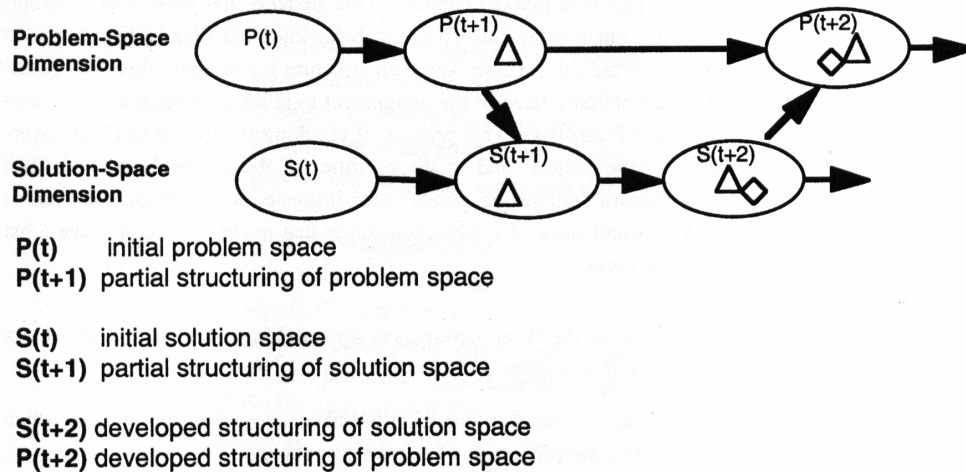 Problem-Space
Dimension
P(t)
P(t+1)
P(t+2)
Solution-Space
Dimension
S(t)
S(t+1)
S(t+2)
P(t) initial problem space
P(t+1) partial structuring of problem space
S(t) initial solution space
S(t+1) partial structuring of solution space
S(t+2) developed structuring of solution space
P(t+2) developed structuring of problem space